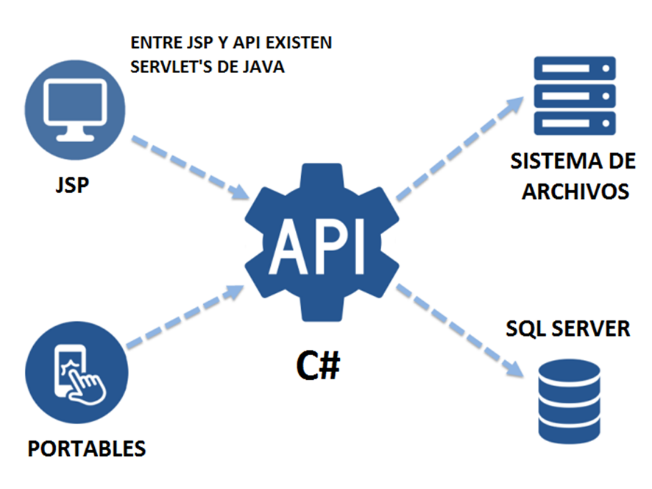 ENTRE JSP Y API EXISTEN
SERVLET'S DE JAVA
JSP
SISTEMA DE
ARCHIVOS
API
C#
SQL SERVER
PORTABLES